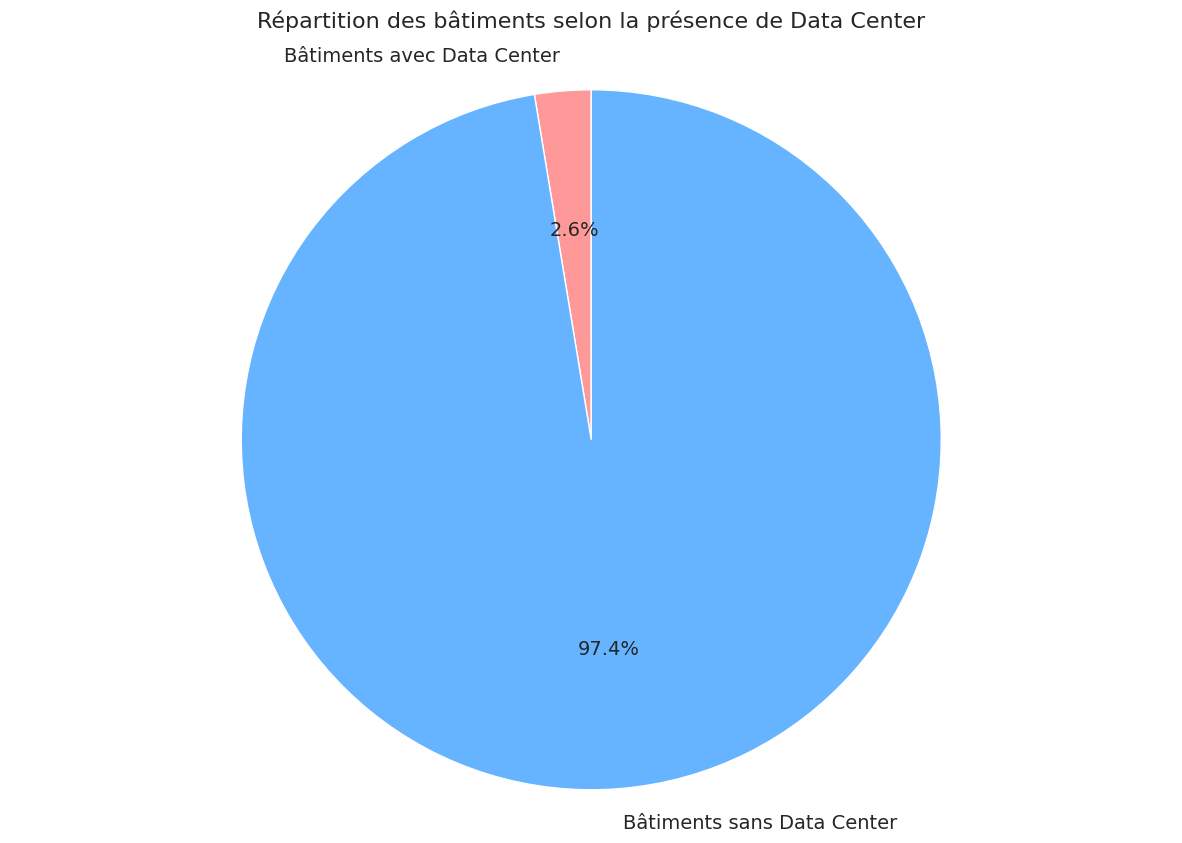 Répartition des bâtiments selon la présence de Data Center
Bâtiments avec Data Center
2.6%
97.4%
Bâtiments sans Data Center